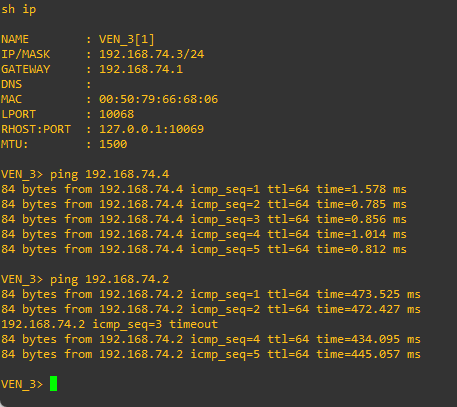 sh ip
NAME : VEN_3[1]
IP/MASK : 192.168.74.3/24
GATEWAY : 192.168.74.1
DNS :
MAC : 00:50:79:66:68:06
LPORT : 10068
RHOST:PORT : 127.0.0.1:10069
MTU: : 1500
VEN_3> ping 192.168.74.4
84 bytes from 192.168.74.4 icmp_seq=1 ttl=64 time=1.578 ms
84 bytes from 192.168.74.4 icmp_seq=2 ttl=64 time=0.785 ms
84 bytes from 192.168.74.4 icmp_seq=3 ttl=64 time=0.856 ms
84 bytes from 192.168.74.4 icmp_seq=4 ttl=64 time=1.014 ms
84 bytes from 192.168.74.4 icmp_seq=5 ttl=64 time=0.812 ms
VEN_3> ping 192.168.74.2
84 bytes from 192.168.74.2 icmp_seq=1 ttl=64 time=473.525 ms
84 bytes from 192.168.74.2 icmp_seq=2 ttl=64 time=472.427 ms
192.168.74.2 icmp_seq=3 timeout
84 bytes from 192.168.74.2 icmp_seq=4 ttl=64 time=434.095 ms
84 bytes from 192.168.74.2 icmp_seq=5 ttl=64 time=445.057 ms
VEN_3>